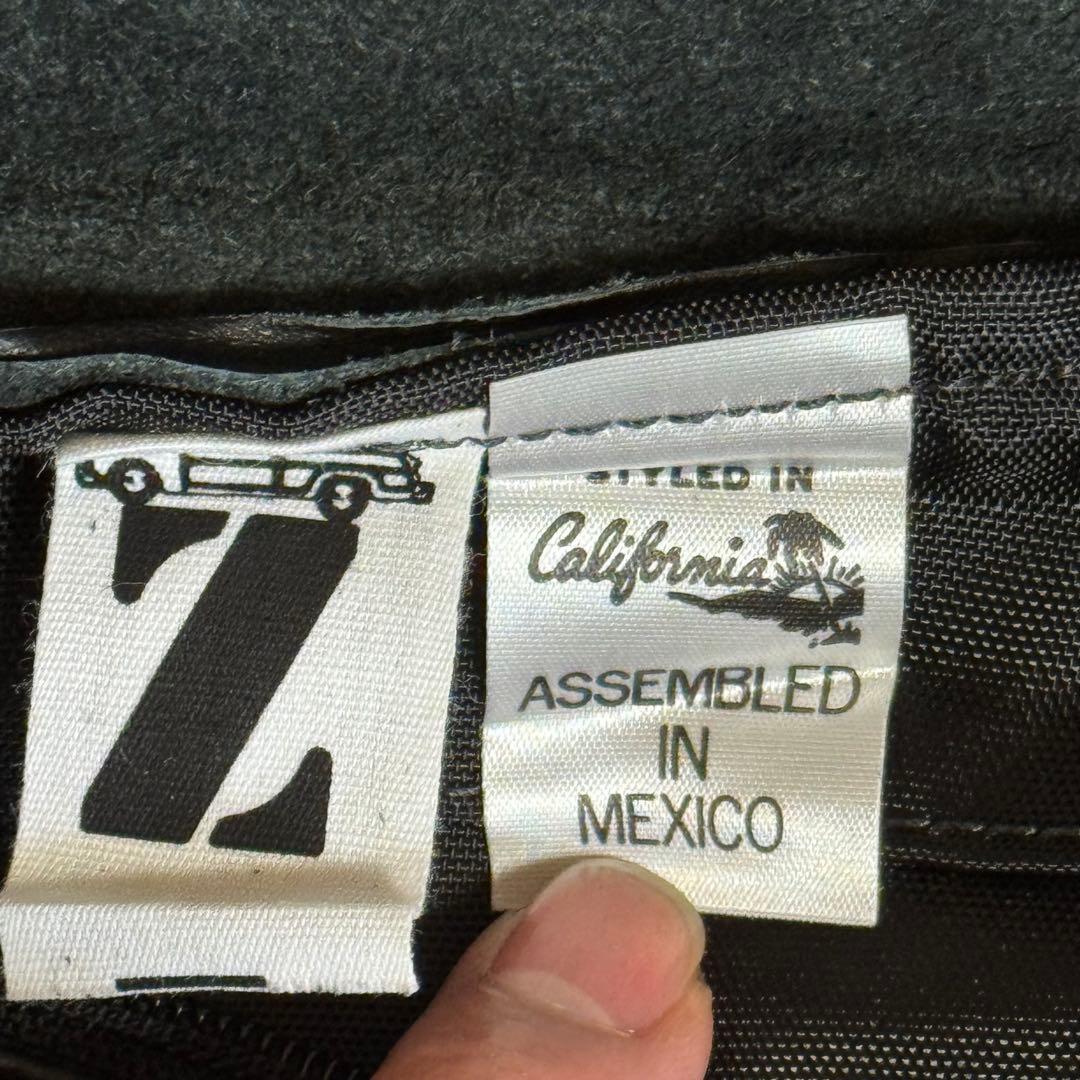 Z
STYLED IN
California
ASSEMBLED
IN
MEXICO